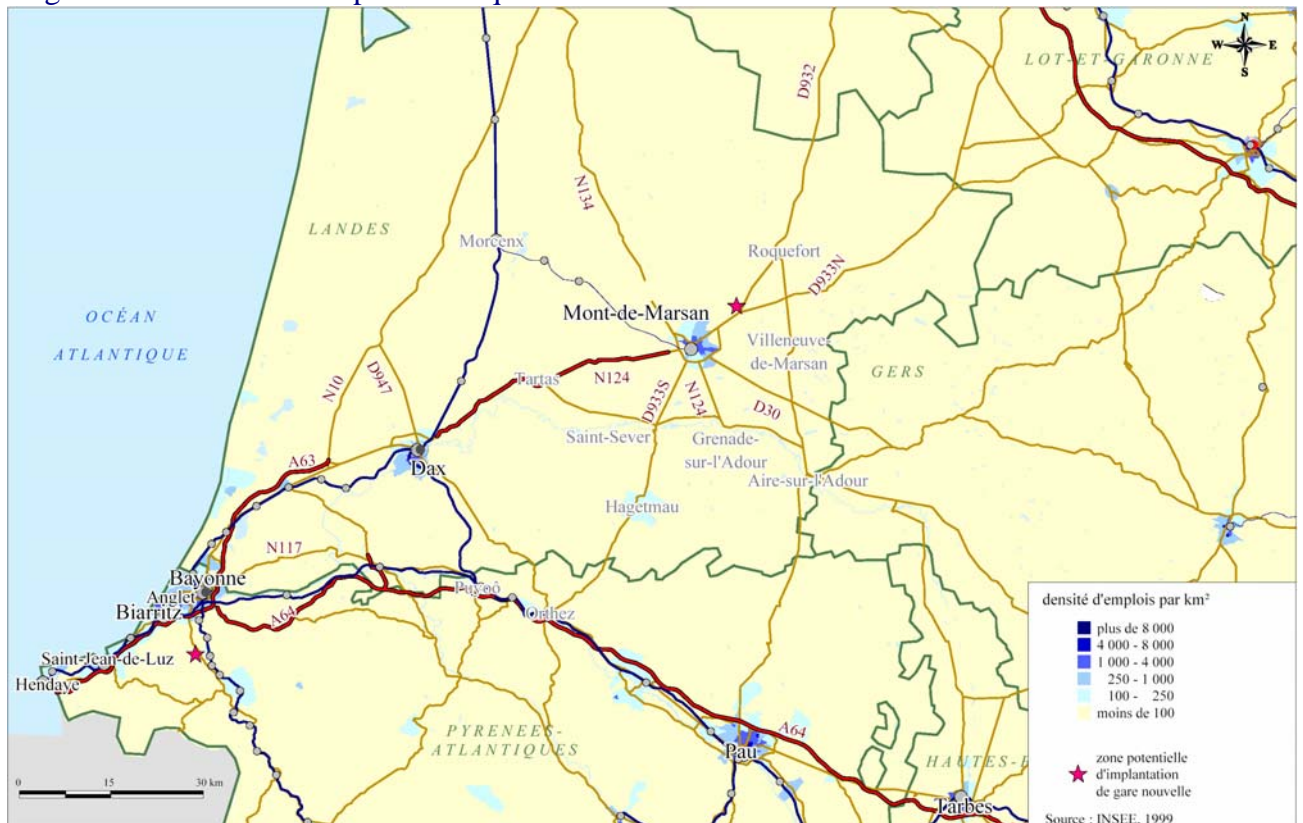 N
W E
S
LOT-ET-GARONNE
D932
N134
LANDES
Morcenx
Roquefort
D933N
OCÉAN
ATLANTIQUE
Mont-de-Marsan
Villeneuve-
de-Marsan
GERS
N10
D947
Tartas
N124
D933S
N124
D30
Saint-Sever
Grenade-
sur-l'Adour
A63
Dax
Aire-sur-l'Adour
Hagetmau
N117
Bayonne
Anglet
Biarritz
A64
Puyoô
Orthez
Saint-Jean-de-Luz
Hendaye
PYRENEES-
ATLANTIQUES
Pau
A64
Tarbes
0 15 30 km
densité d'emplois par km²
plus de 8 000
4 000 - 8 000
1 000 - 4 000
250 - 1 000
100 - 250
moins de 100
zone potentielle
d'implantation
de gare nouvelle
Source : INSEE, 1999